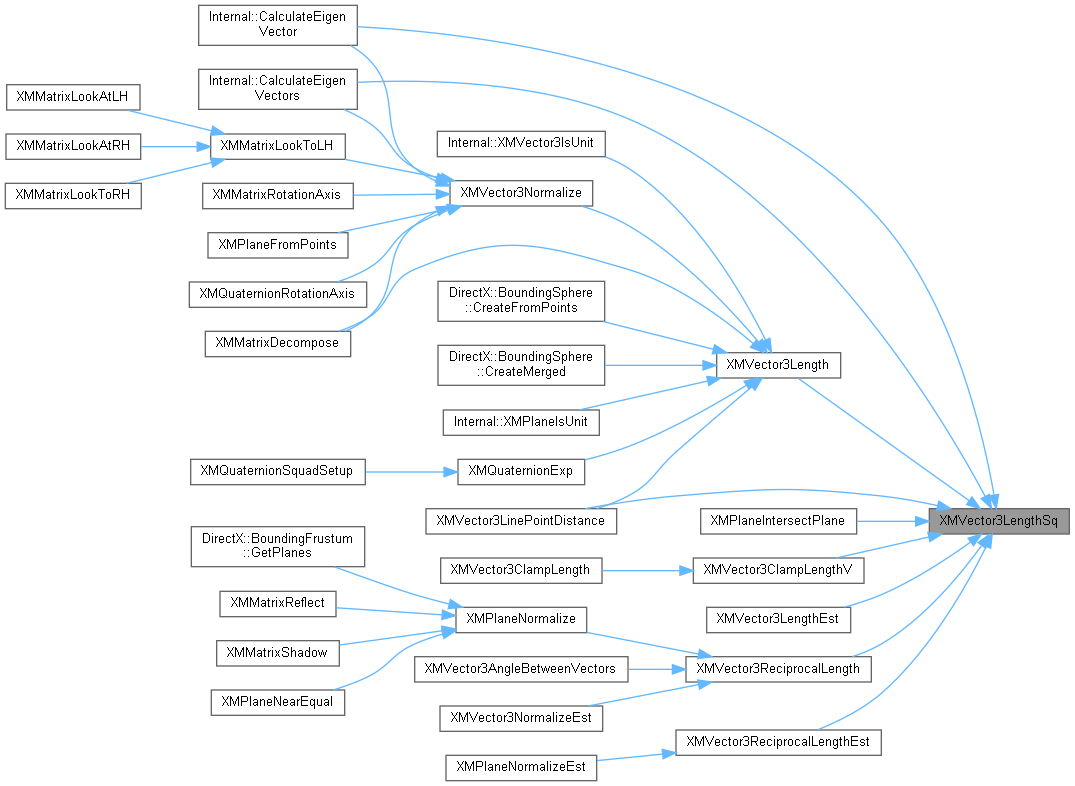 Internal::CalculateEigen
Vector
Internal::CalculateEigen
Vectors
XMMatrixLookAtLH
XMMatrixLookAtRH
XMMatrixLookToRH
XMMatrixLookToLH
XMMatrixRotationAxis
XMPlaneFromPoints
XMQuaternionRotationAxis
XMMatrixDecompose
Internal::XMVector3IsUnit
XMVector3Normalize
DirectX::BoundingSphere
::CreateFromPoints
DirectX::BoundingSphere
::CreateMerged
Internal::XMPlaneIsUnit
XMVector3Length
XMQuaternionSquadSetup
XMQuaternionExp
XMVector3LinePointDistance
XMPlaneIntersectPlane
XMVector3LengthSq
DirectX::BoundingFrustum
::GetPlanes
XMVector3ClampLength
XMVector3ClampLengthV
XMMatrixReflect
XMPlaneNormalize
XMVector3LengthEst
XMMatrixShadow
XMVector3AngleBetweenVectors
XMVector3ReciprocalLength
XMPlaneNearEqual
XMVector3NormalizeEst
XMVector3ReciprocalLengthEst
XMPlaneNormalizeEst